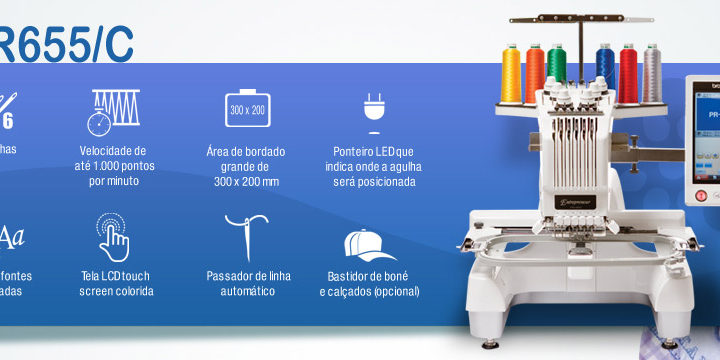 R655/C
6
has
Velocidade de
até 1.000 pontos
por minuto
300 x 200
Área de bordado
grande de
300 x 200 mm
Ponteiro LED que
indica onde a agulha
será posicionada
Aa
fontes
adas
Tela LCD touch
screen colorida
Passador de linha
automático
Bastidor de boné
e calçados (opcional)
Entrepreneur
bro
PR-